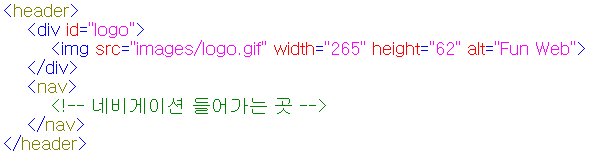 <header>
<div id="logo">
<img src="images/logo.gif" width="265" height="62" alt="Fun Web">
</div>
<nav>
<!-- 네비게이션 들어가는 곳 -->
</nav>
</header>